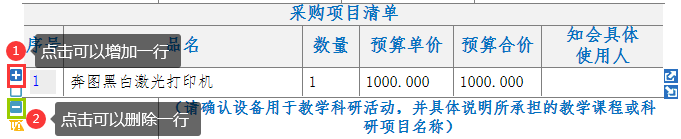 采购项目清单
序号 品名 数量 预算单价 预算合价 知会具体
使用人
1 点击可以增加一行
1 奔图黑白激光打印机 1 1000.000 1000.000
2 点击可以删除一行
（请确认设备用于教学科研活动，并具体说明所承担的教学课程或科
研项目名称）